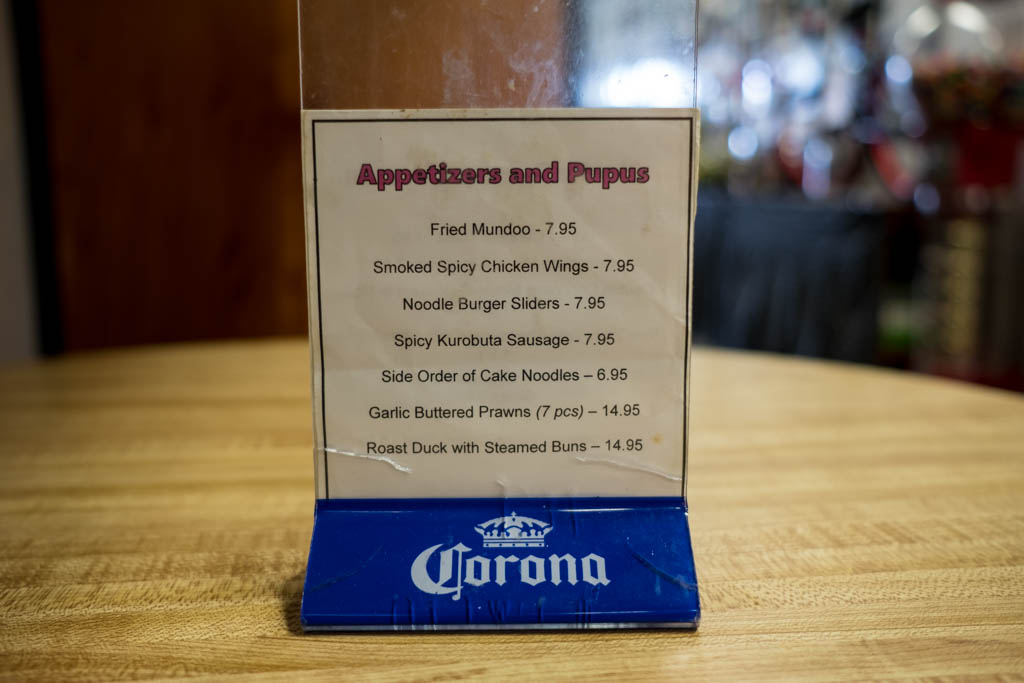 Appetizers and Pupus
Fried Mundoo - 7.95
Smoked Spicy Chicken Wings - 7.95
Noodle Burger Sliders - 7.95
Spicy Kurobuta Sausage - 7.95
Side Order of Cake Noodles – 6.95
Garlic Buttered Prawns (7 pcs) – 14.95
Roast Duck with Steamed Buns – 14.95
Corona